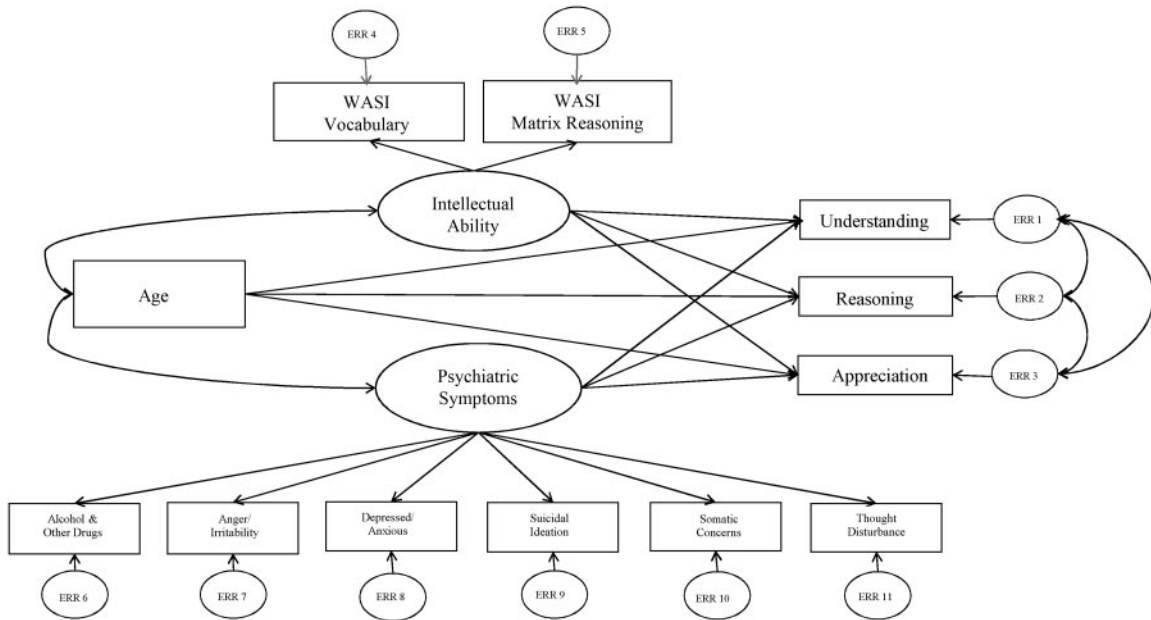 ERR 4
ERR 5
WASI
Vocabulary
WASI
Matrix Reasoning
Intellectual
Ability
Understanding
ERR 1
Age
Reasoning
ERR 2
Psychiatric
Symptoms
Appreciation
ERR 3
Alcohol &
Other Drugs
Anger/
Irritability
Depressed/
Anxious
Suicidal
Ideation
Somatic
Concerns
Thought
Disturbance
ERR 6
ERR 7
ERR 8
ERR 9
ERR 10
ERR 11